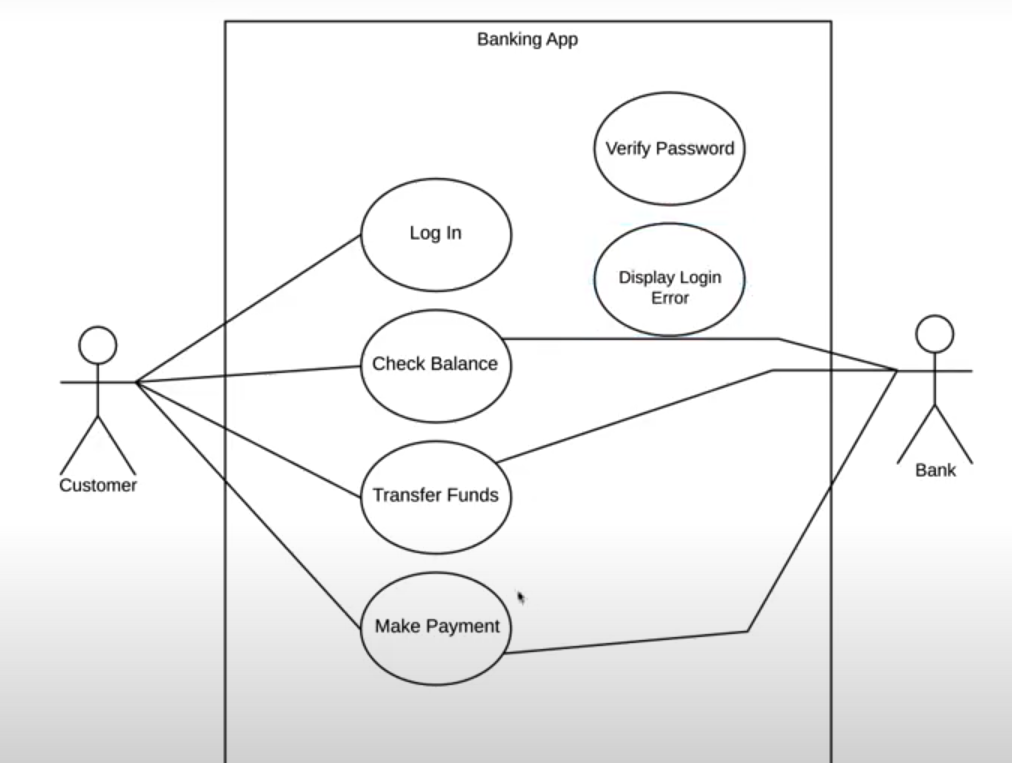 Banking App
Verify Password
Log In
Display Login
Error
Check Balance
Customer
Bank
Transfer Funds
Make Payment